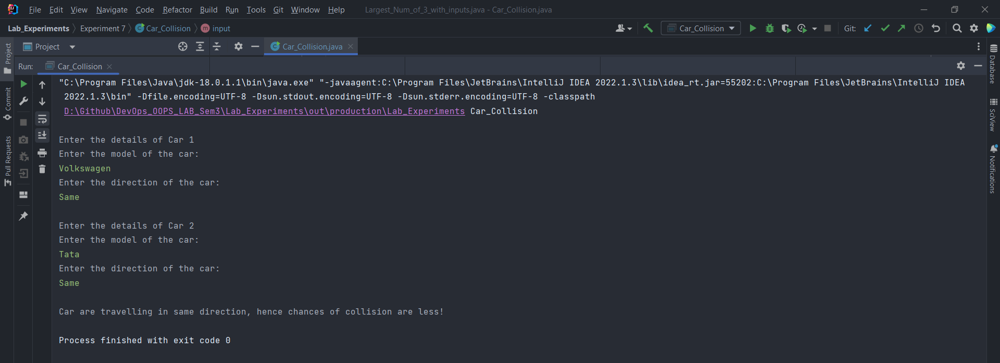 File Edit View Navigate Code Refactor Build Run Tools Git Window Help Largest_Num_of_3_with_inputs.java - Car_Collision.java
Lab_Experiments Experiment 7 Car_Collision input Car_Collision Git:
Project Car_Collision.java
Run: Car_Collision
"C:\Program Files\Java\jdk-18.0.1.1\bin\java.exe" "-javaagent:C:\Program Files\JetBrains\IntelliJ IDEA 2022.1.3\lib\idea_rt.jar=55202:C:\Program Files\JetBrains\IntelliJ IDEA
2022.1.3\bin" -Dfile.encoding=UTF-8 -Dsun.stdout.encoding=UTF-8 -Dsun.stderr.encoding=UTF-8 -classpath
D:\Github\DevOps_OOPS_LAB_Sem3\Lab_Experiments\out\production\Lab_Experiments Car_Collision
Enter the details of Car 1
Enter the model of the car:
Volkswagen
Enter the direction of the car:
Same
Enter the details of Car 2
Enter the model of the car:
Tata
Enter the direction of the car:
Same
Car are travelling in same direction, hence chances of collision are less!
Process finished with exit code 0
Project
Commit
Pull Requests
Database
SciView
Notifications